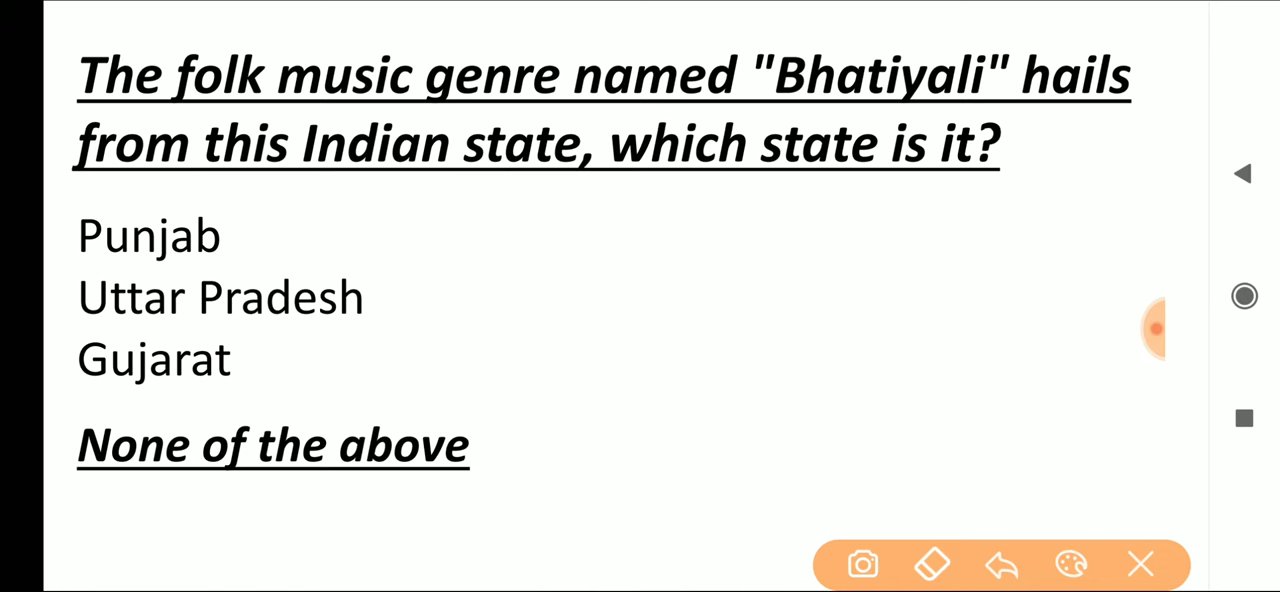 The folk music genre named "Bhatiyali" hails
from this Indian state, which state is it?
Punjab
Uttar Pradesh
Gujarat
None of the above